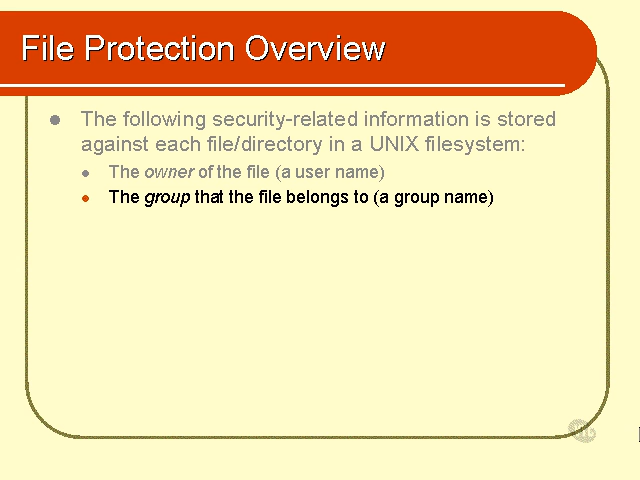 File Protection Overview
The following security-related information is stored
against each file/directory in a UNIX filesystem:
The owner of the file (a user name)
The group that the file belongs to (a group name)